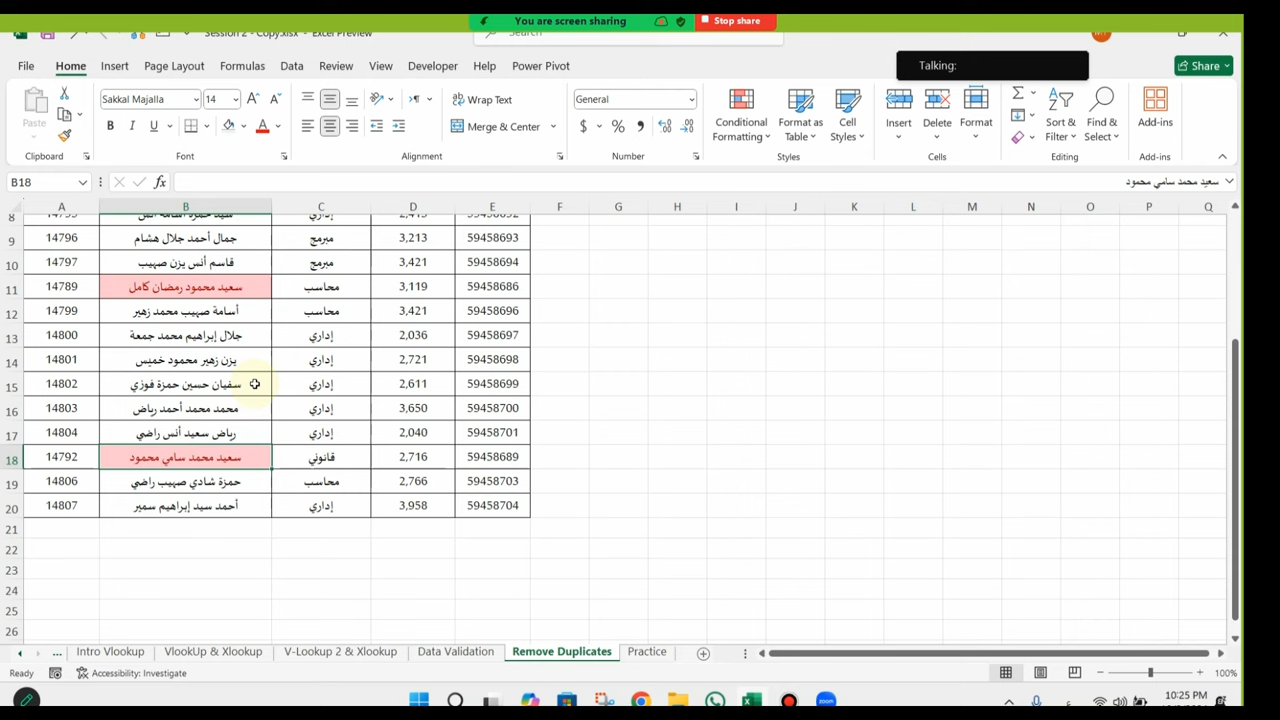 You are screen sharing
Stop share
Session 2 - Copy.xlsx - Excel Preview
Search
File Home Insert Page Layout Formulas Data Review View Developer Help Power Pivot
Talking:
Share
Paste
Sakkal Majalla 14
Wrap Text
Merge & Center
General
$ % ,
Conditional Formatting
Format as Table
Cell Styles
Insert
Delete
Format
Sort & Filter
Find & Select
Add-ins
Clipboard Font Alignment Number Styles Cells Editing Add-ins
B18
fx
سعيد محمد سامي محمود
A B C D E F G H I J K L M N O P Q
8
9 14796 جمال أحمد جلال هشام مبرمج 3,213 59458693
10 14797 قاسم أنس يزن صهيب مبرمج 3,421 59458694
11 14789 سعيد محمود رمضان كامل محاسب 3,119 59458686
12 14799 أسامة صهيب محمد زهير محاسب 3,421 59458696
13 14800 جلال إبراهيم محمد جمعة إداري 2,036 59458697
14 14801 يزن زهير محمود خميس إداري 2,721 59458698
15 14802 سفيان حسين حمزة فوزي إداري 2,611 59458699
16 14803 محمد محمد أحمد رياض إداري 3,650 59458700
17 14804 رياض سعيد أنس راضي إداري 2,040 59458701
18 14792 سعيد محمد سامي محمود قانوني 2,716 59458689
19 14806 حمزة شادي صهيب راضي محاسب 2,766 59458703
20 14807 أحمد سيد إبراهيم سمير إداري 3,958 59458704
21
22
23
24
25
26
... Intro Vlookup VlookUp & Xlookup V-Lookup 2 & Xlookup Data Validation Remove Duplicates Practice
Ready
Accessibility: Investigate
100%
10:25 PM